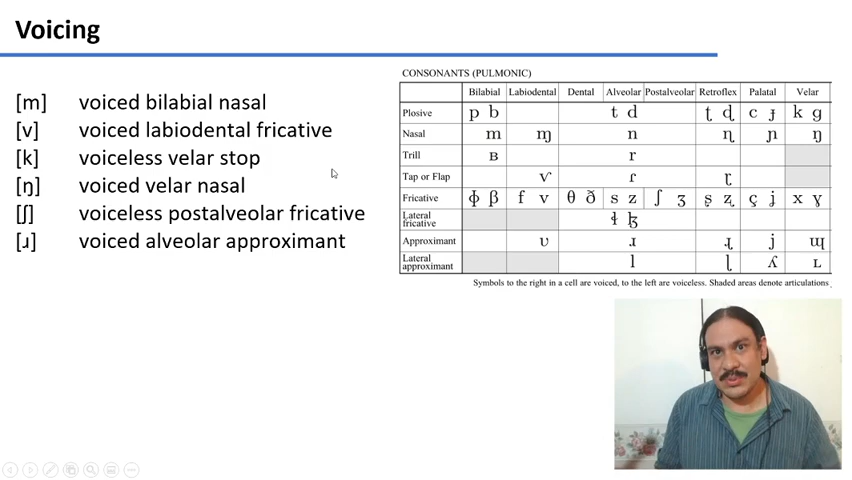 Voicing
[m] voiced bilabial nasal
[v] voiced labiodental fricative
[k] voiceless velar stop
[ŋ] voiced velar nasal
[ʃ] voiceless postalveolar fricative
[ɹ] voiced alveolar approximant
CONSONANTS (PULMONIC)
Bilabial Labiodental Dental Alveolar Postalveolar Retroflex Palatal Velar
Plosive p b t d ʈ ɖ c ɟ k ɡ
Nasal m ɱ n ɳ ɲ ŋ
Trill ʙ r
Tap or Flap ⱱ ɾ ɽ
Fricative ɸ β f v θ ð s z ʃ ʒ ʂ ʐ ç ʝ x ɣ
Lateral
fricative ɬ ɮ
Approximant ʋ ɹ ɻ j ɰ
Lateral
approximant l ɭ ʎ ʟ
Symbols to the right in a cell are voiced, to the left are voiceless. Shaded areas denote articulations